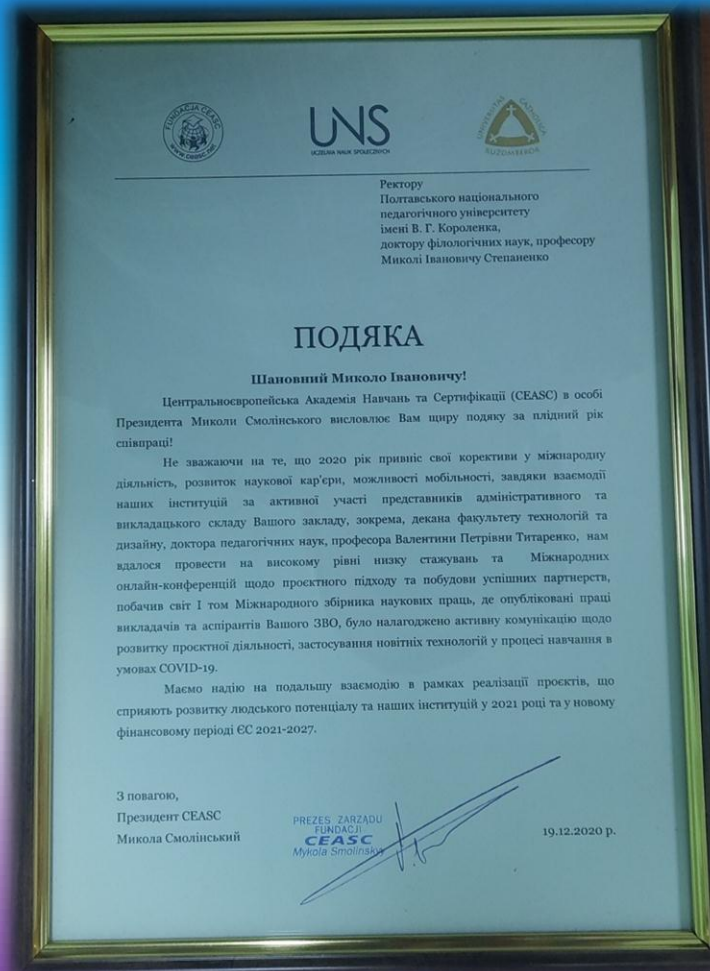 FUNDACJA CEASC
www.ceasc.net
UNS
UCZELNIA NAUK SPOŁECZNYCH
UNIVERSITAS CATHOLICA
RUŽOMBEROK
Ректору
Полтавського національного
педагогічного університету
імені В. Г. Короленка,
доктору філологічних наук, професору
Миколі Івановичу Степаненко
ПОДЯКА
Шановний Миколо Івановичу!
Центральноєвропейська Академія Навчань та Сертифікації (CEASC) в особі
Президента Миколи Смолінського висловлює Вам щиру подяку за плідний рік
співпраці!
Не зважаючи на те, що 2020 рік привніс свої корективи у міжнародну
діяльність, розвиток наукової кар'єри, можливості мобільності, завдяки взаємодії
наших інституцій за активної участі представників адміністративного та
викладацького складу Вашого закладу, зокрема, декана факультету технологій та
дизайну, доктора педагогічних наук, професора Валентини Петрівни Титаренко, нам
вдалося провести на високому рівні низку стажувань та Міжнародних
онлайн-конференцій щодо проєктного підходу та побудови успішних партнерств,
побачив світ І том Міжнародного збірника наукових праць, де опубліковані праці
викладачів та аспірантів Вашого ЗВО, було налагоджено активну комунікацію щодо
розвитку проєктної діяльності, застосування новітніх технологій у процесі навчання в
умовах COVID-19.
Маємо надію на подальшу взаємодію в рамках реалізації проєктів, що
сприяють розвитку людського потенціалу та наших інституцій у 2021 році та у новому
фінансовому періоді ЄС 2021-2027.
З повагою,
Президент CEASC
Микола Смолінський
PREZES ZARZĄDU
FUNDACJI
CEASC
Mykola Smolinskyy
19.12.2020 р.